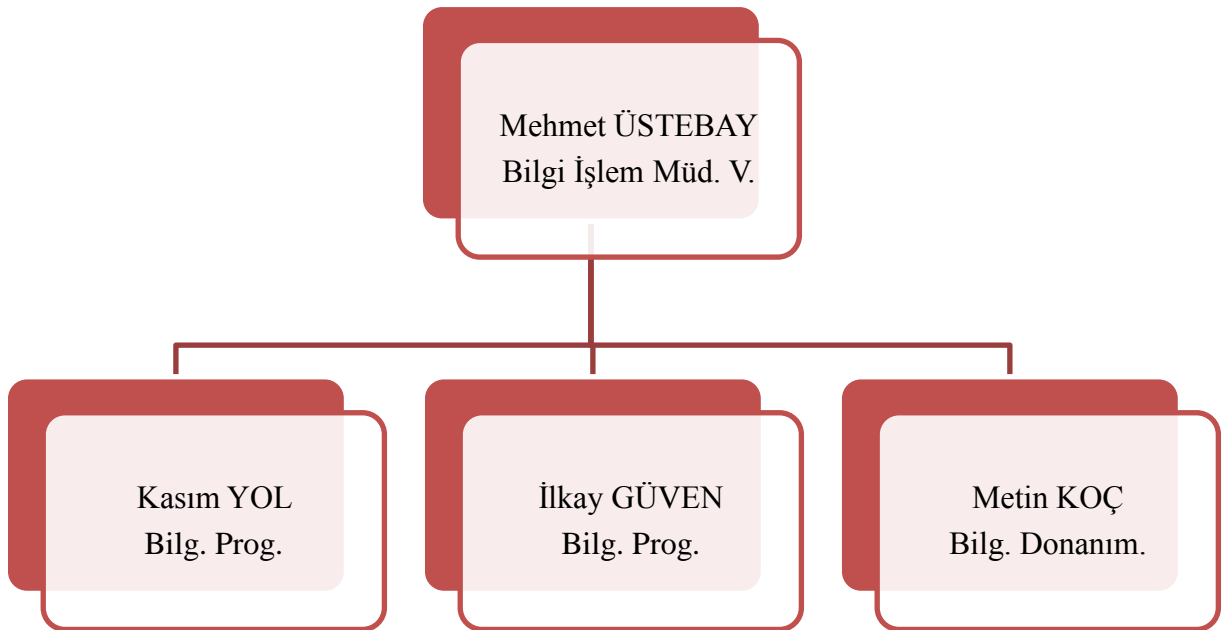 Mehmet ÜSTEBAY
Bilgi İşlem Müd. V.
Kasım YOL
Bilg. Prog.
İlkay GÜVEN
Bilg. Prog.
Metin KOÇ
Bilg. Donanım.